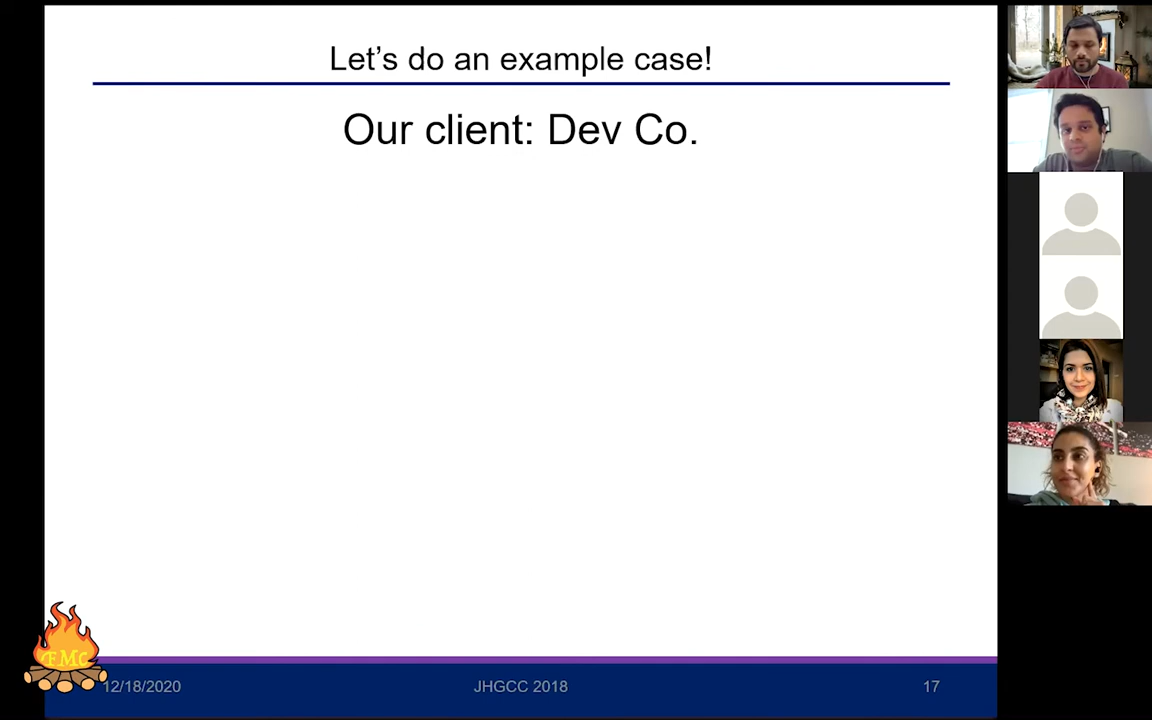 Let’s do an example case!
Our client: Dev Co.
FMC
12/18/2020
JHGCC 2018
17